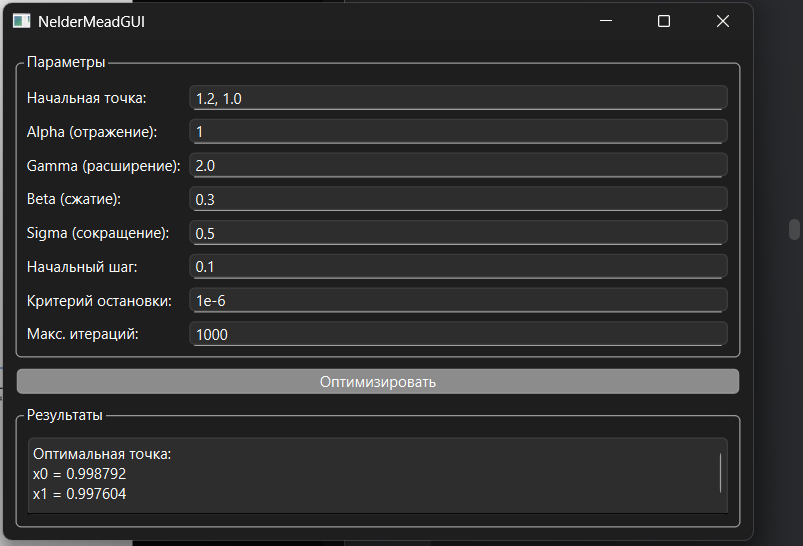 NelderMeadGUI
Параметры
Начальная точка: 1.2, 1.0
Alpha (отражение): 1
Gamma (расширение): 2.0
Beta (сжатие): 0.3
Sigma (сокращение): 0.5
Начальный шаг: 0.1
Критерий остановки: 1e-6
Макс. итераций: 1000
Оптимизировать
Результаты
Оптимальная точка:
x0 = 0.998792
x1 = 0.997604